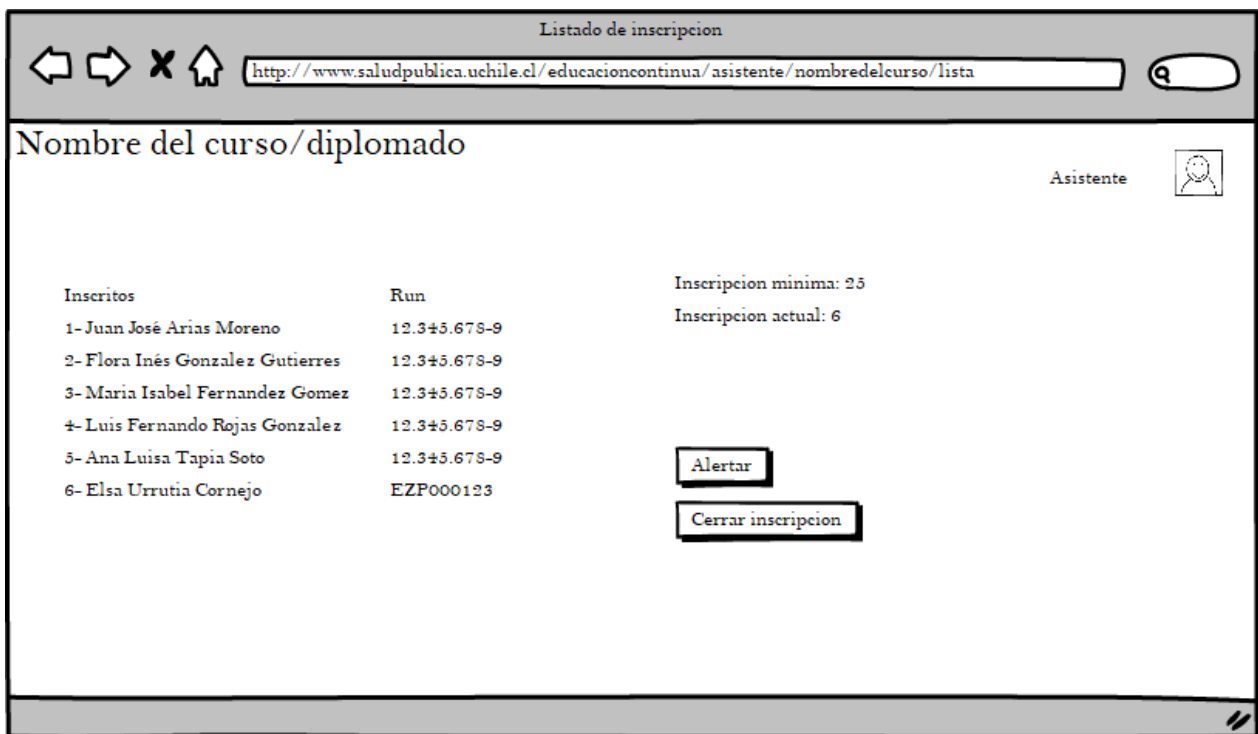 Listado de inscripcion
http://www.saludpublica.uchile.cl/educacioncontinua/asistente/nombredelcurso/lista
Nombre del curso/diplomado
Asistente
Inscritos Run
1- Juan José Arias Moreno 12.345.678-9
2- Flora Inés Gonzalez Gutierres 12.345.678-9
3- Maria Isabel Fernandez Gomez 12.345.678-9
4- Luis Fernando Rojas Gonzalez 12.345.678-9
5- Ana Luisa Tapia Soto 12.345.678-9
6- Elsa Urrutia Cornejo EZP000123
Inscripcion minima: 25
Inscripcion actual: 6
Alertar
Cerrar inscripcion